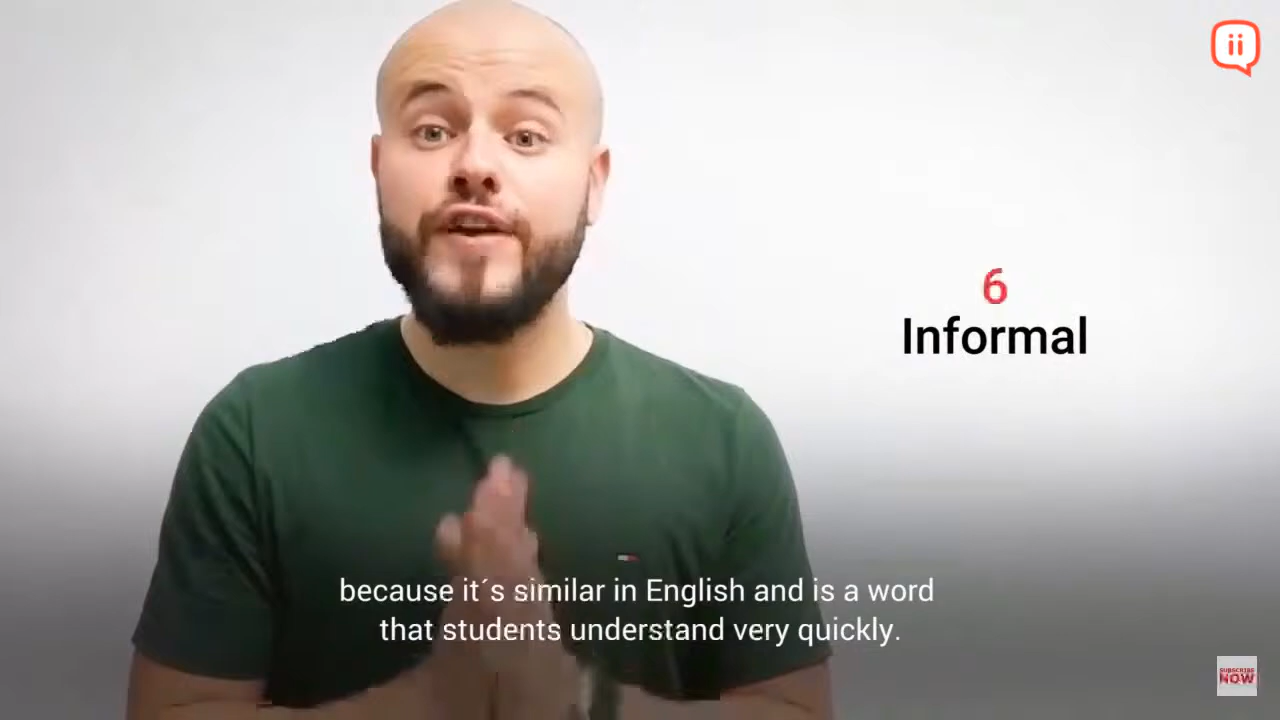 ii
6
Informal
because it´s similar in English and is a word
that students understand very quickly.
SUBSCRIBE
NOW